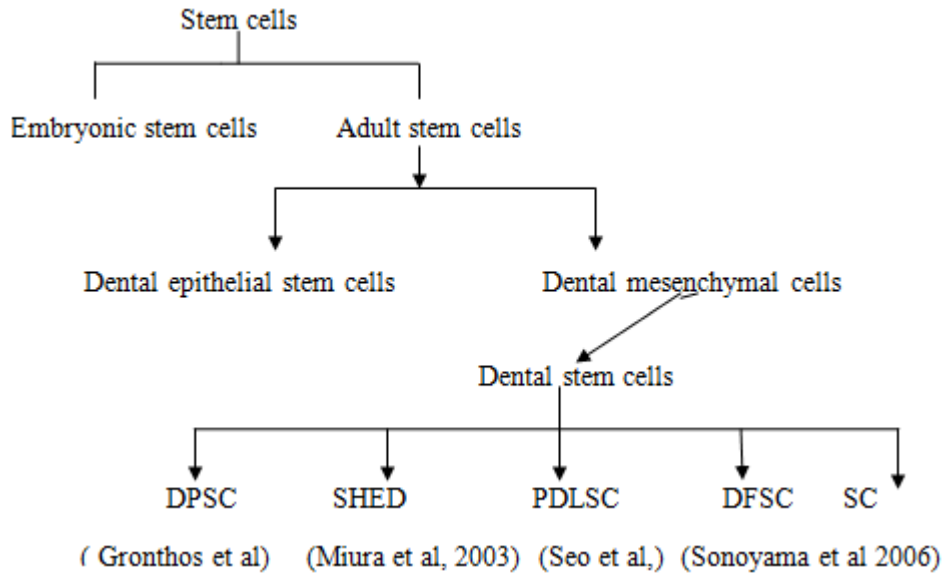 Stem cells
Embryonic stem cells Adult stem cells
Dental epithelial stem cells Dental mesenchymal cells
Dental stem cells
DPSC SHED PDLSC DFSC SC
( Gronthos et al) (Miura et al, 2003) (Seo et al,) (Sonoyama et al 2006)